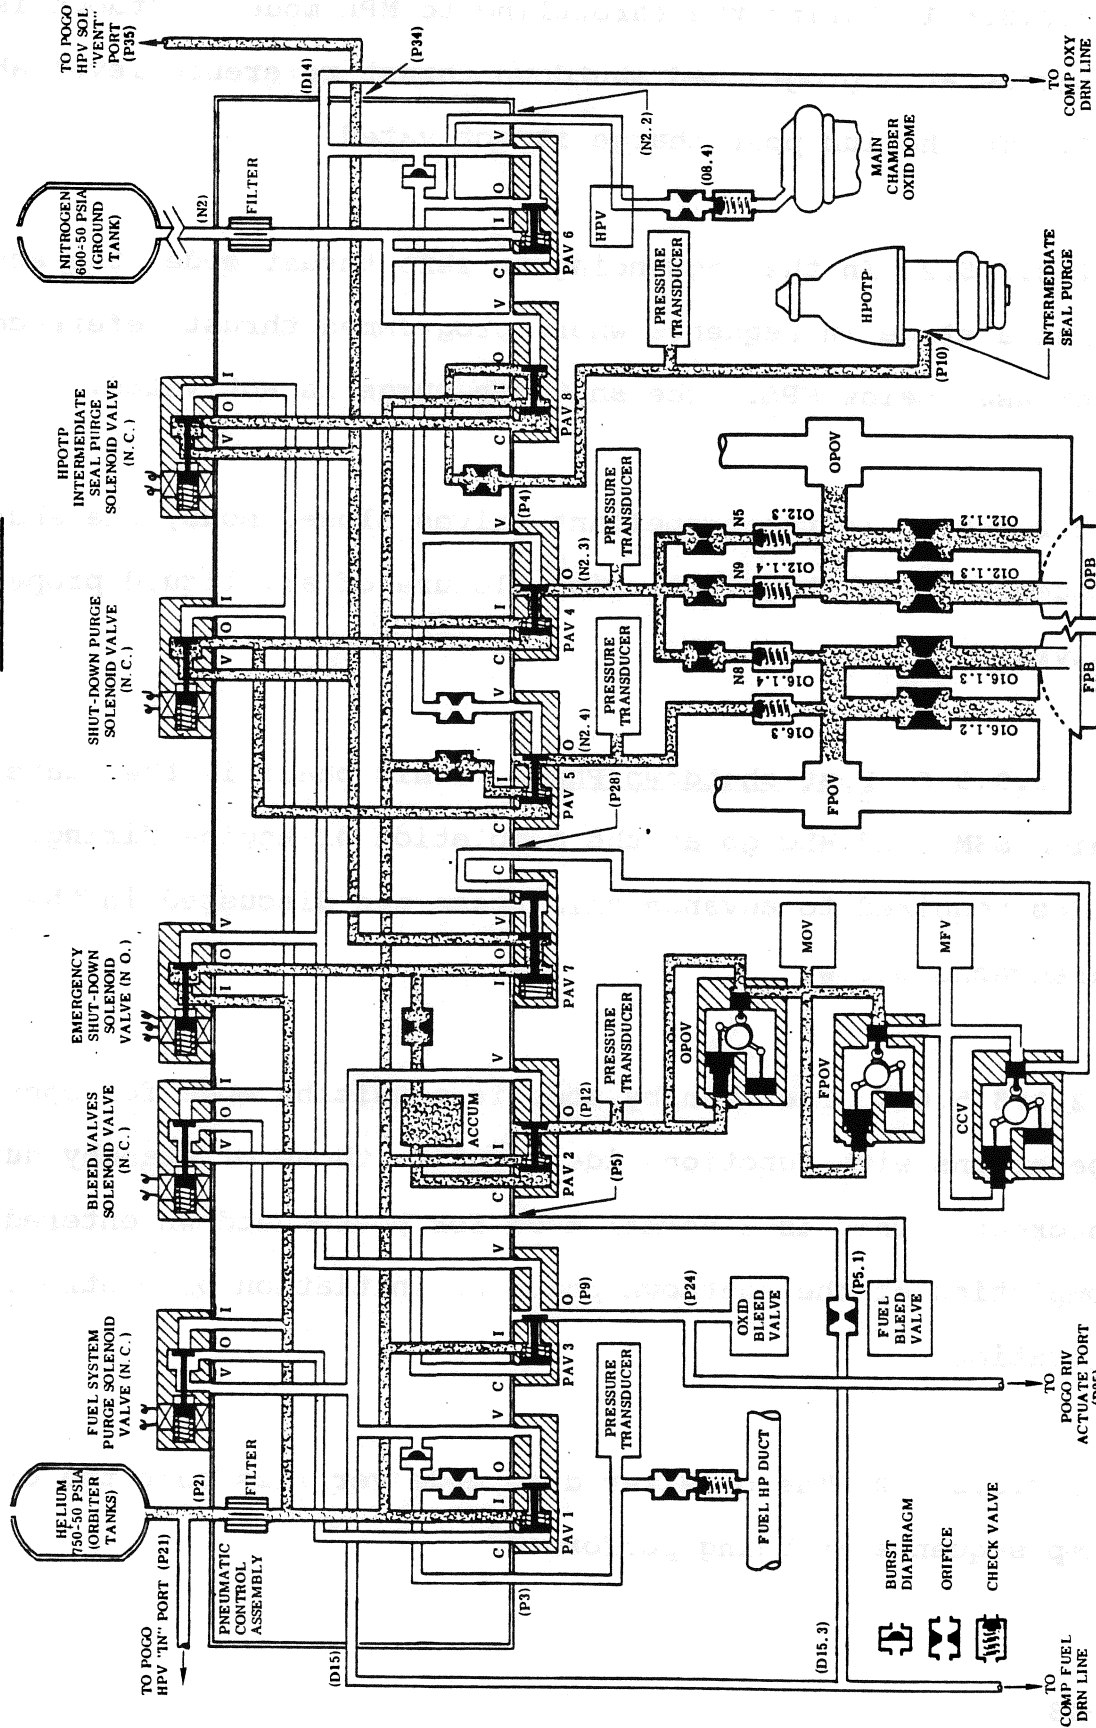 HELIUM
750-50 PSIA
(ORBITER
TANKS)
TO POGO
HPV "IN" PORT (P21)
(P2)
FILTER
PNEUMATIC
CONTROL
ASSEMBLY
FUEL SYSTEM
PURGE SOLENOID
VALVE (N.C.)
V
O
I
BLEED VALVES
SOLENOID VALVE
(N.C.)
V
O
I
EMERGENCY
SHUT-DOWN
SOLENOID
VALVE (N O.)
I
O
V
SHUT-DOWN PURGE
SOLENOID VALVE
(N.C.)
V
O
I
HPOTP
INTERMEDIATE
SEAL PURGE
SOLENOID VALVE
(N.C.)
V
O
I
NITROGEN
600-50 PSIA
(GROUND
TANK)
(N2)
FILTER
TO POGO
HPV SOL
"VENT"
PORT
(P35)
(P34)
(D14)
ACCUM
(D15)
(P3)
C
I
O
V
PAV 1
C
I
O
V
PAV 3
(P9)
(P5)
C
I
O
V
PAV 2
(P12)
I
O
V
C
PAV 7
(P28)
C
I
O
V
PAV 5
(N2.4)
C
I
O
V
PAV 4
(N2.3)
(P4)
C
I
O
V
PAV 8
C
I
O
V
PAV 6
(N2.2)
PRESSURE
TRANSDUCER
FUEL HP DUCT
(P24)
OXID
BLEED
VALVE
(P5.1)
FUEL
BLEED
VALVE
PRESSURE
TRANSDUCER
OPOV
MOV
FPOV
MFV
CCV
PRESSURE
TRANSDUCER
PRESSURE
TRANSDUCER
N8
N9
N5
O16.3
O16.1.4
O12.1.4
O12.3
FPOV
OPOV
O16.1.2
O16.1.3
O12.1.3
O12.1.2
FPB
OPB
PRESSURE
TRANSDUCER
HPOTP
(P10)
INTERMEDIATE
SEAL PURGE
HPV
(08.4)
MAIN
CHAMBER
OXID DOME
TO
COMP OXY
DRN LINE
(D15.3)
BURST
DIAPHRAGM
ORIFICE
CHECK VALVE
TO
COMP FUEL
DRN LINE
TO
POGO RIV
ACTUATE PORT